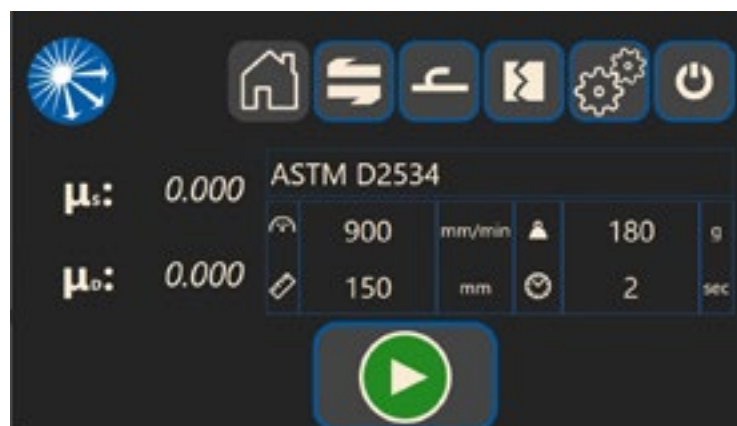 ASTM D2534
μs: 0.000
900 mm/min 180 g
μD: 0.000
150 mm 2 sec